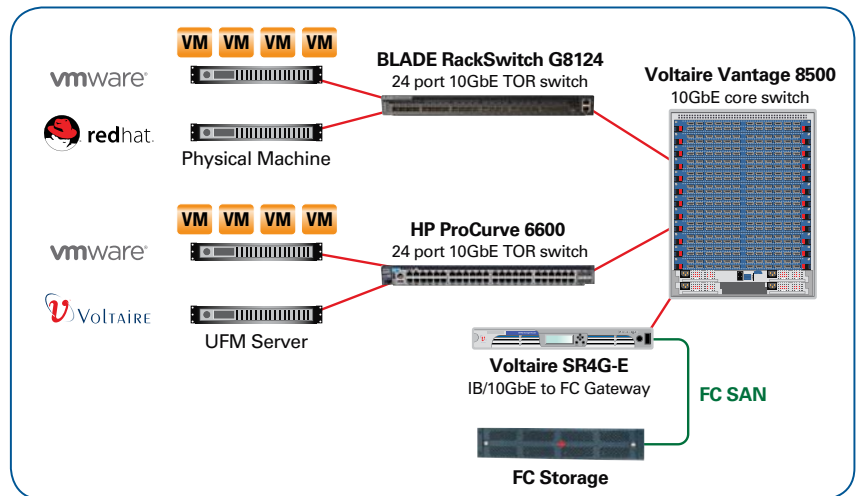 VM VM VM VM
vmware®
redhat.
Physical Machine
BLADE RackSwitch G8124
24 port 10GbE TOR switch
Voltaire Vantage 8500
10GbE core switch
VM VM VM VM
vmware®
VOLTAIRE
UFM Server
HP ProCurve 6600
24 port 10GbE TOR switch
Voltaire SR4G-E
IB/10GbE to FC Gateway
FC SAN
FC Storage